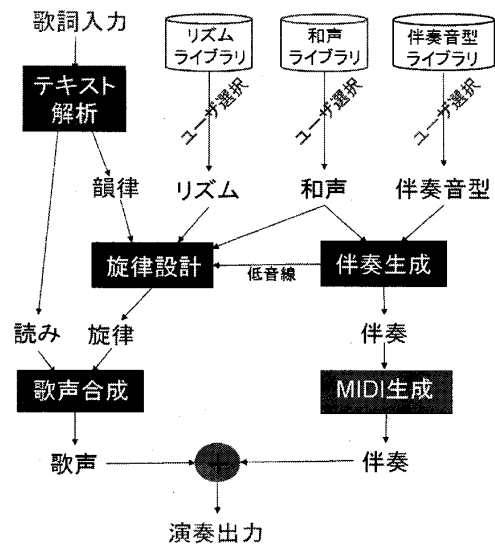 歌詞入力
リズム
ライブラリ
和声
ライブラリ
伴奏音型
ライブラリ
テキスト
解析
ユーザ選択
ユーザ選択
ユーザ選択
韻律
リズム
和声
伴奏音型
旋律設計
低音線
伴奏生成
読み
旋律
伴奏
歌声合成
MIDI生成
歌声
+
伴奏
演奏出力